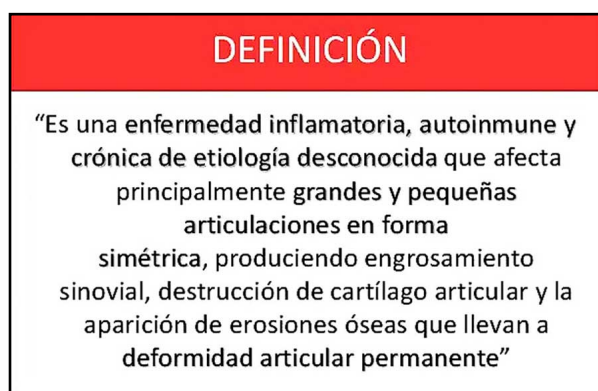 DEFINICIÓN
“Es una enfermedad inflamatoria, autoinmune y
crónica de etiología desconocida que afecta
principalmente grandes y pequeñas
articulaciones en forma
simétrica, produciendo engrosamiento
sinovial, destrucción de cartílago articular y la
aparición de erosiones óseas que llevan a
deformidad articular permanente”